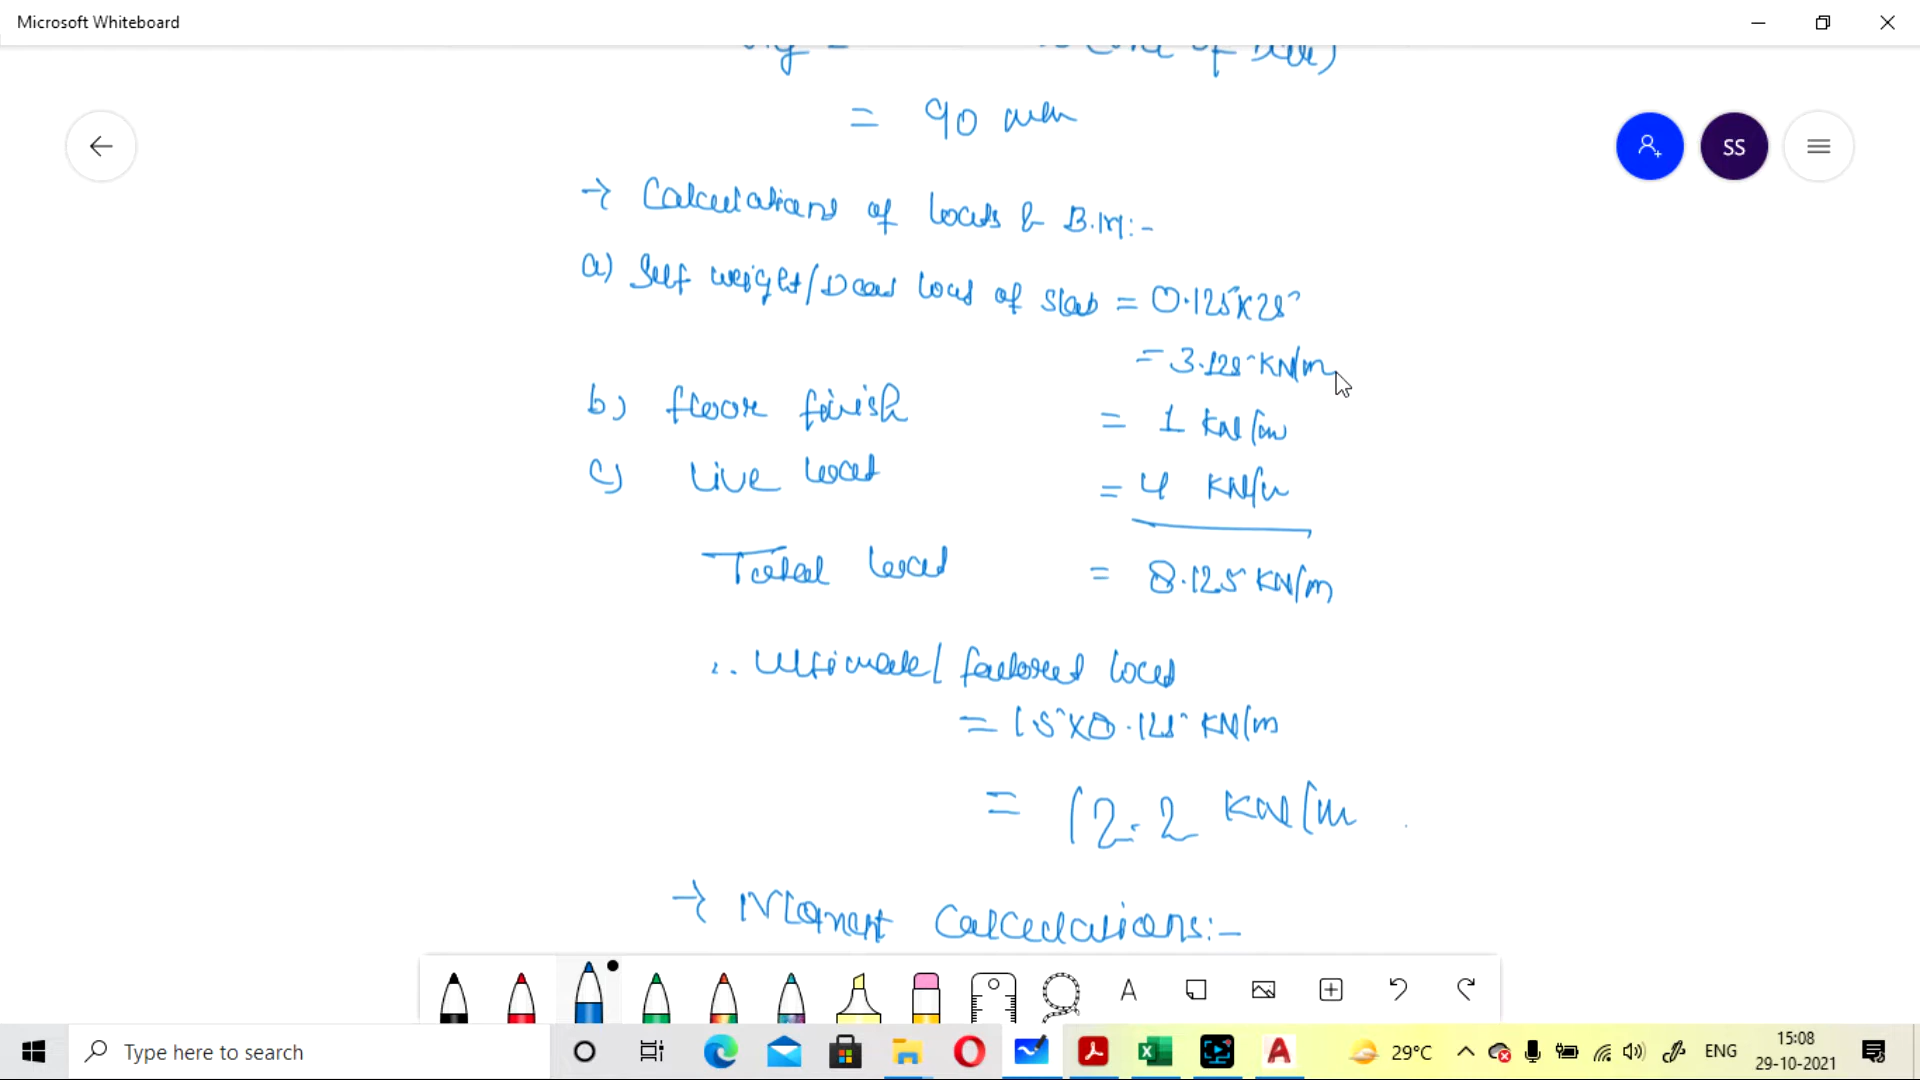 Microsoft Whiteboard
= 90 mm
SS
→ Calculations of loads & B.M:-
a) Self weight/Dead load of slab = 0.125x25
= 3.125 KN/m
b) floor finish = 1 KN/m
c) Live load = 4 KN/m
Total load = 8.125 KN/m
∴ Ultimate/factored load
= 1.5 x 8.125 KN/m
= 12.2 KN/m
→ Moment Calculations:-
A
Type here to search
29°C
ENG
15:08
29-10-2021